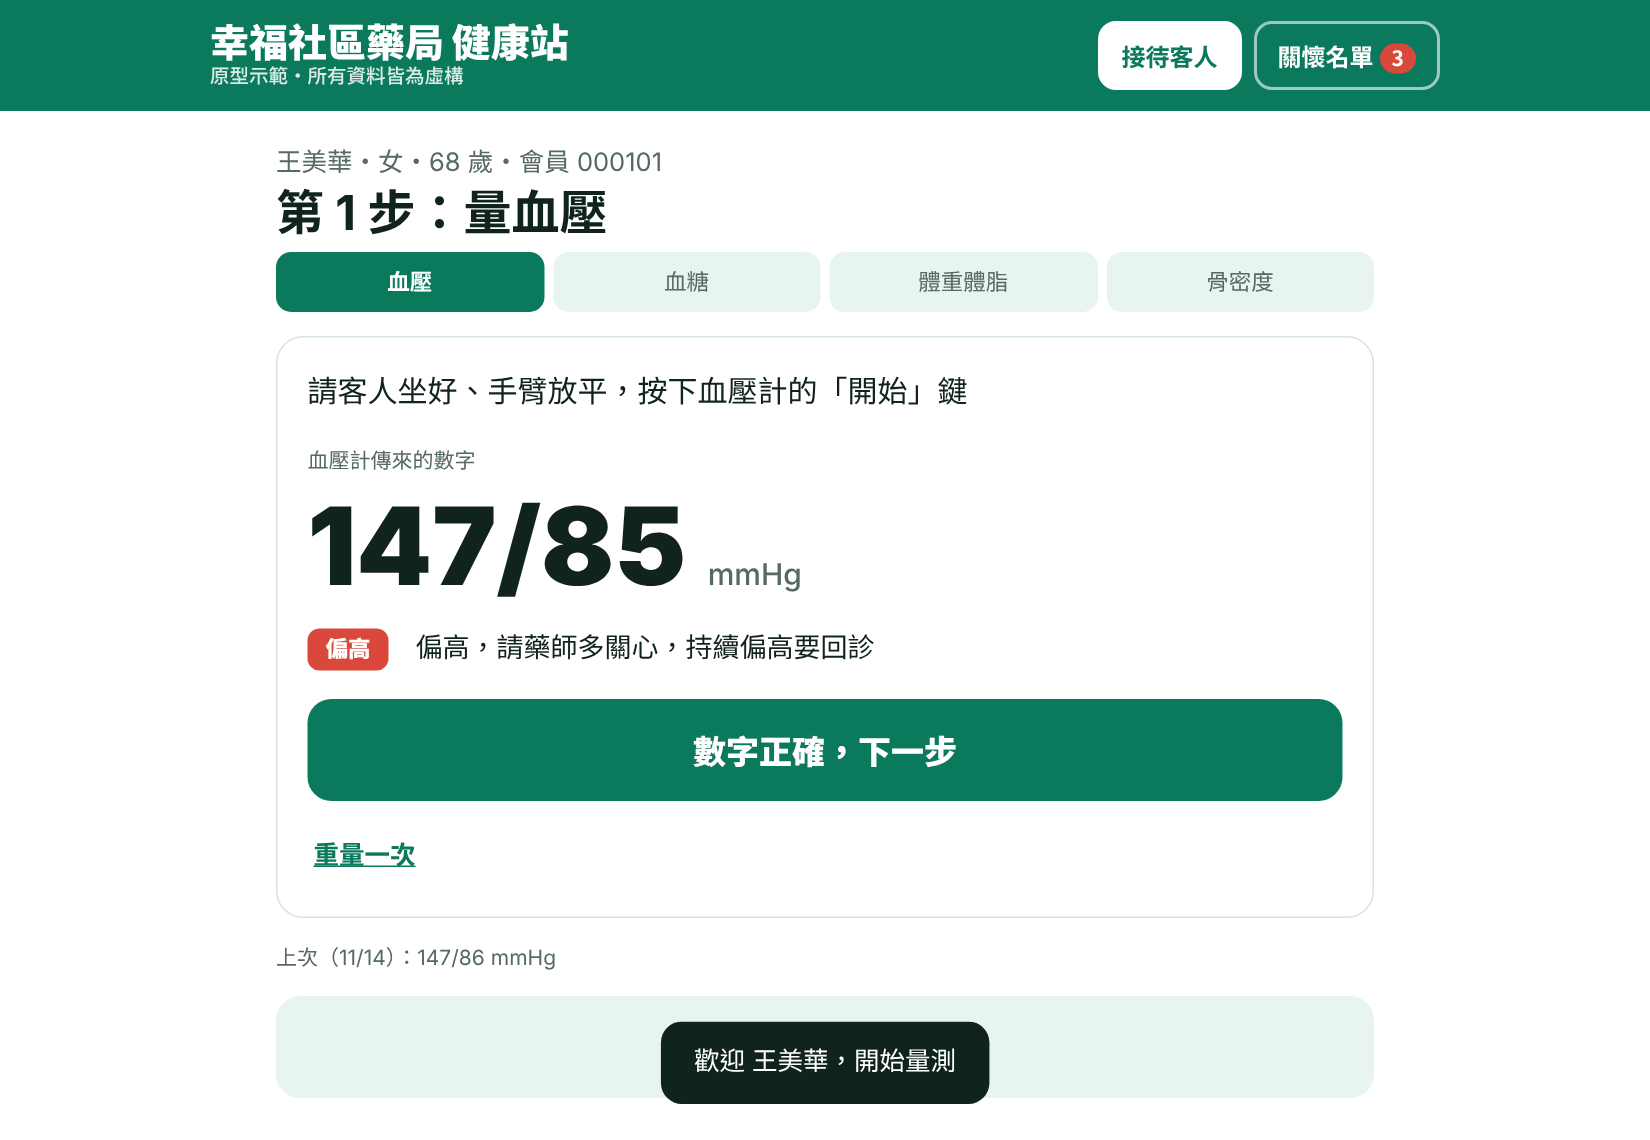 幸福社區藥局 健康站
原型示範・所有資料皆為虛構
接待客人
關懷名單 3
王美華・女・68 歲・會員 000101
第 1 步：量血壓
血壓
血糖
體重體脂
骨密度
請客人坐好、手臂放平，按下血壓計的「開始」鍵
血壓計傳來的數字
147/85 mmHg
偏高 偏高，請藥師多關心，持續偏高要回診
數字正確，下一步
重量一次
上次（11/14）：147/86 mmHg
歡迎 王美華，開始量測